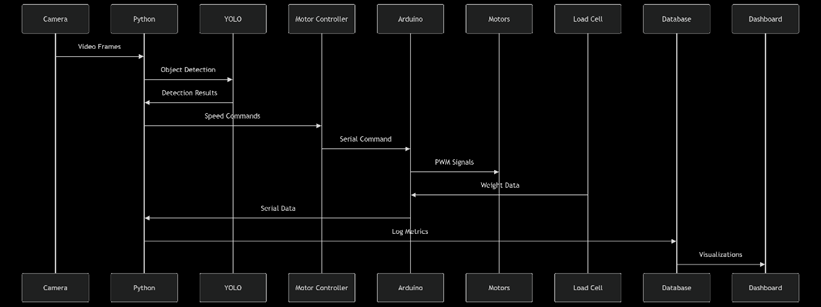 Camera Python YOLO Motor Controller Arduino Motors Load Cell Database Dashboard
Video Frames
Object Detection
Detection Results
Speed Commands
Serial Command
PWM Signals
Weight Data
Serial Data
Log Metrics
Visualizations
Camera Python YOLO Motor Controller Arduino Motors Load Cell Database Dashboard